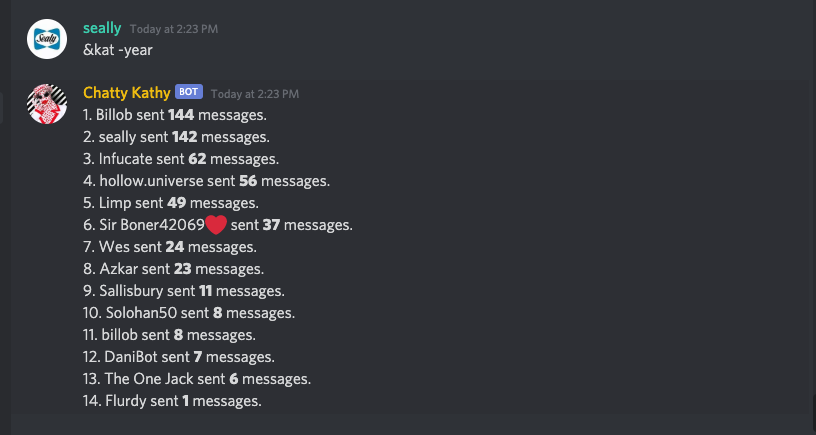 Sealy
seally Today at 2:23 PM
&kat -year
Chatty Kathy BOT Today at 2:23 PM
1. Billob sent 144 messages.
2. seally sent 142 messages.
3. Infucate sent 62 messages.
4. hollow.universe sent 56 messages.
5. Limp sent 49 messages.
6. Sir Boner42069❤️ sent 37 messages.
7. Wes sent 24 messages.
8. Azkar sent 23 messages.
9. Sallisbury sent 11 messages.
10. Solohan50 sent 8 messages.
11. billob sent 8 messages.
12. DaniBot sent 7 messages.
13. The One Jack sent 6 messages.
14. Flurdy sent 1 messages.